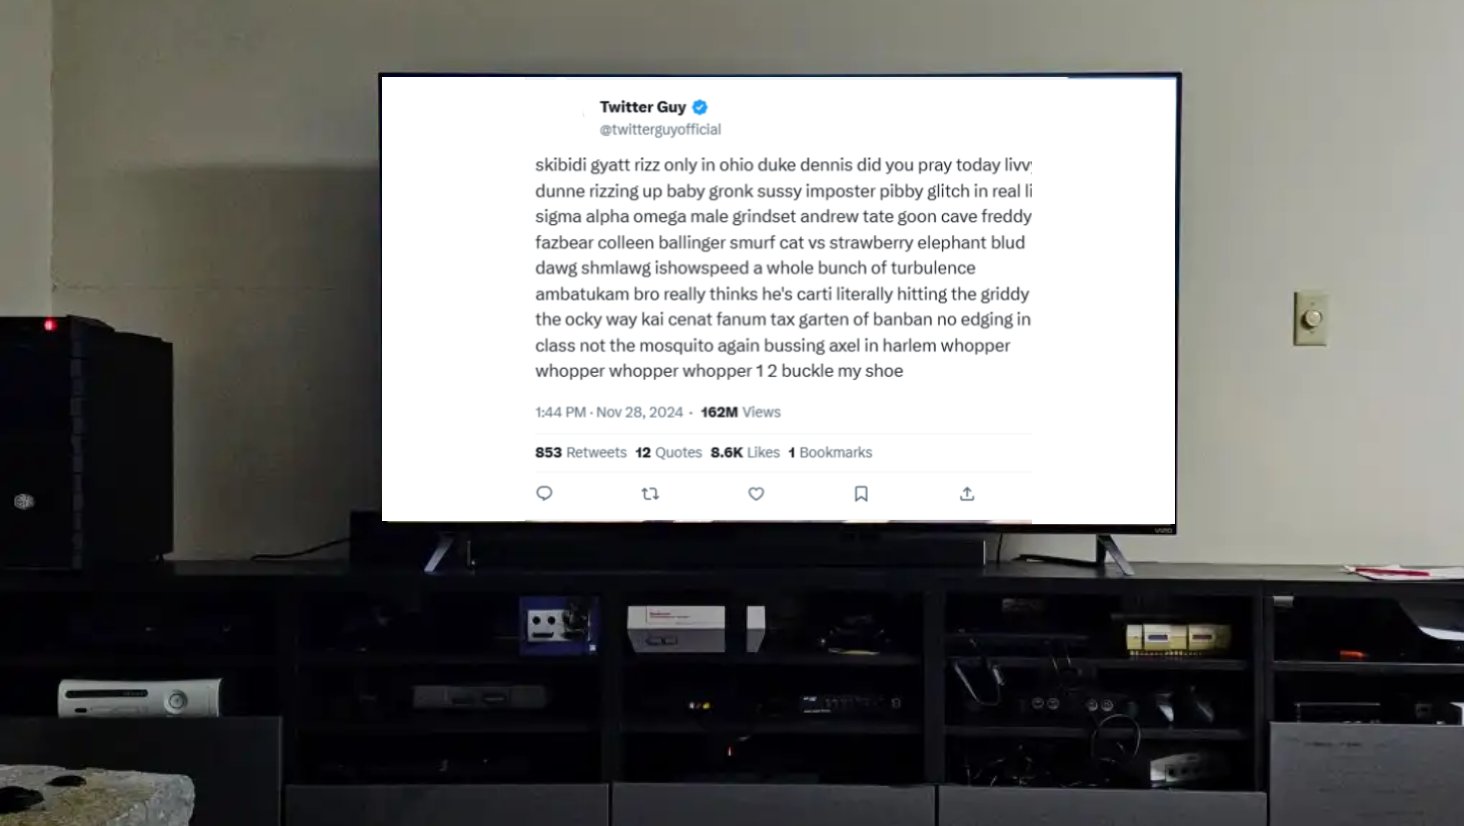 Twitter Guy
@twitterguyofficial
skibidi gyatt rizz only in ohio duke dennis did you pray today livvy
dunne rizzing up baby gronk sussy imposter pibby glitch in real li
sigma alpha omega male grindset andrew tate goon cave freddy
fazbear colleen ballinger smurf cat vs strawberry elephant blud
dawg shmlawg ishowspeed a whole bunch of turbulence
ambatukam bro really thinks he's carti literally hitting the griddy
the ocky way kai cenat fanum tax garten of banban no edging in
class not the mosquito again bussing axel in harlem whopper
whopper whopper whopper 1 2 buckle my shoe
1:44 PM · Nov 28, 2024 · 162M Views
853 Retweets 12 Quotes 8.6K Likes 1 Bookmarks
VIZIO